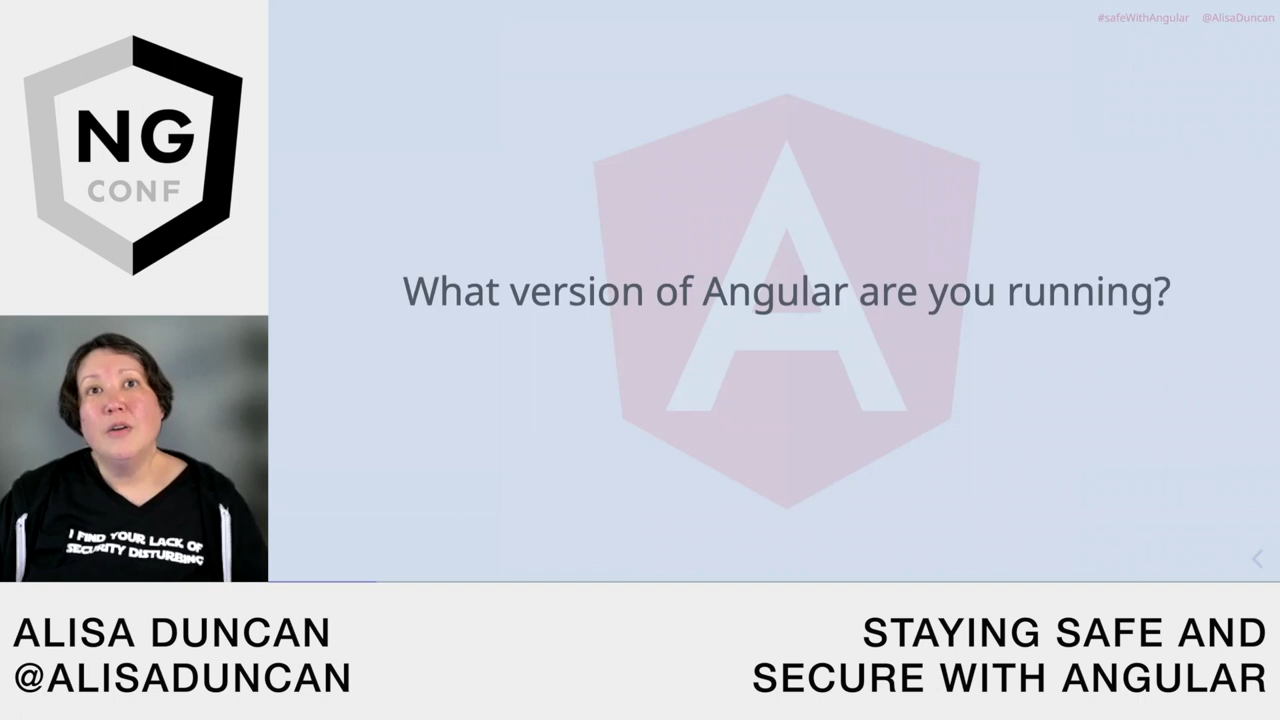 #safeWithAngular @AlisaDuncan
NG
CONF
What version of Angular are you running?
I FIND YOUR LACK OF
SECURITY DISTURBING
ALISA DUNCAN
@ALISADUNCAN
STAYING SAFE AND
SECURE WITH ANGULAR